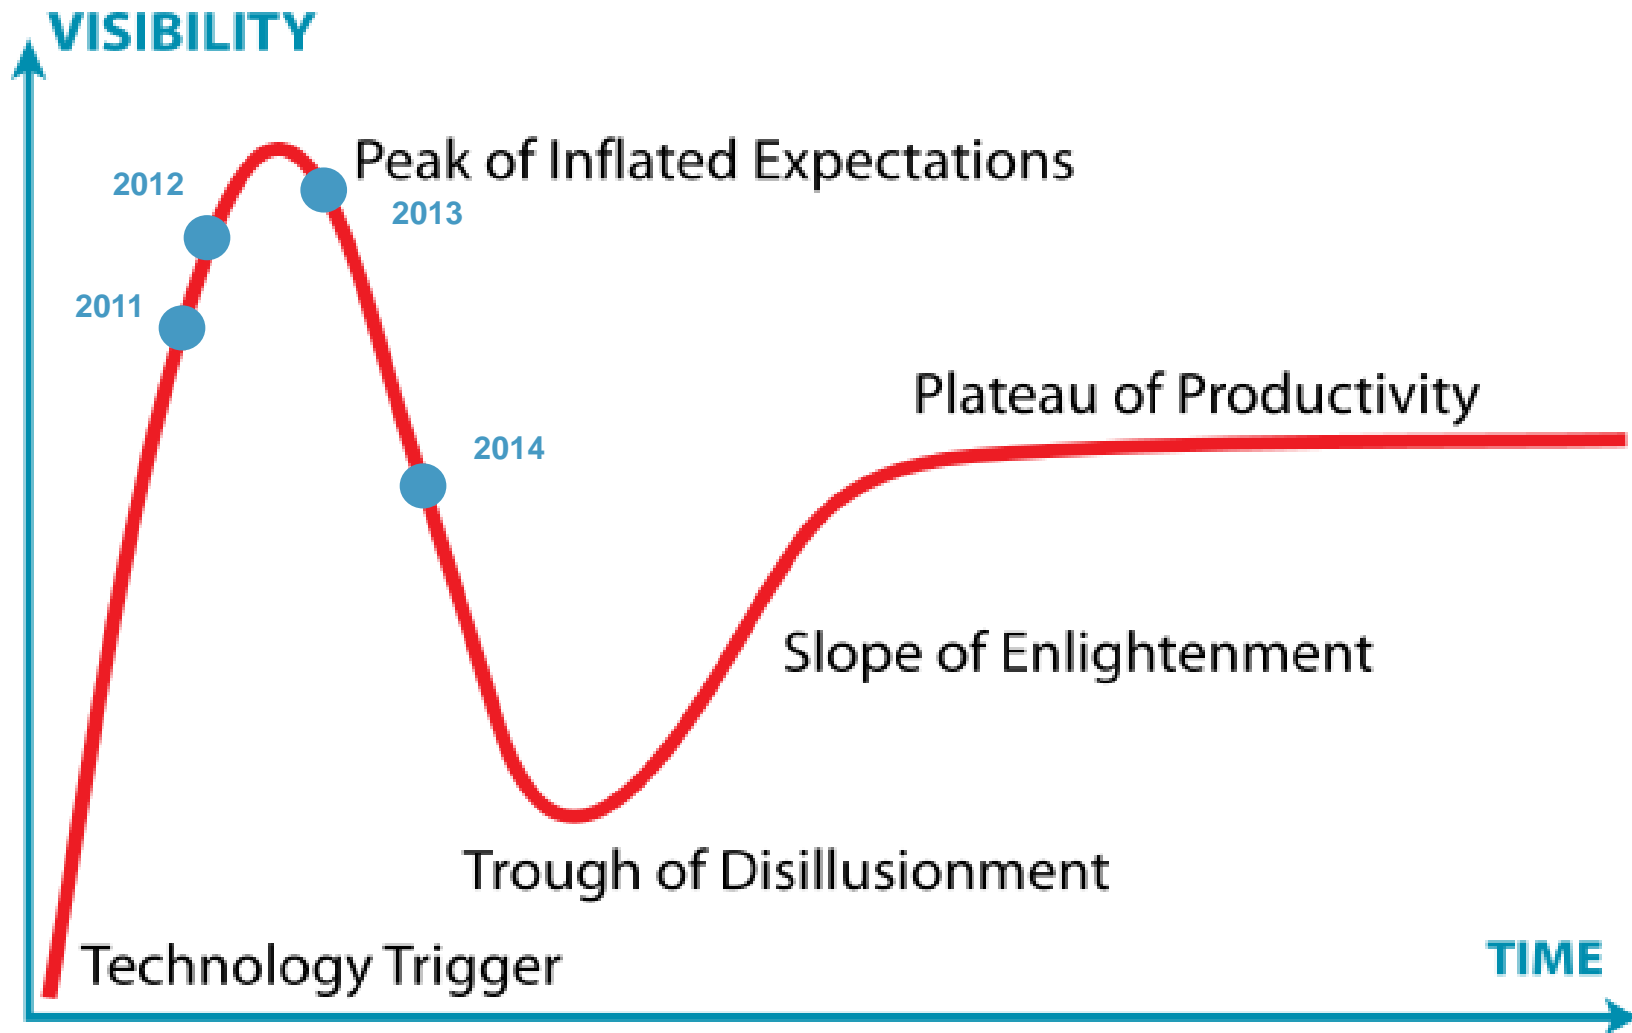 VISIBILITY
Peak of Inflated Expectations
2012
2013
2011
Plateau of Productivity
2014
Slope of Enlightenment
Trough of Disillusionment
Technology Trigger
TIME